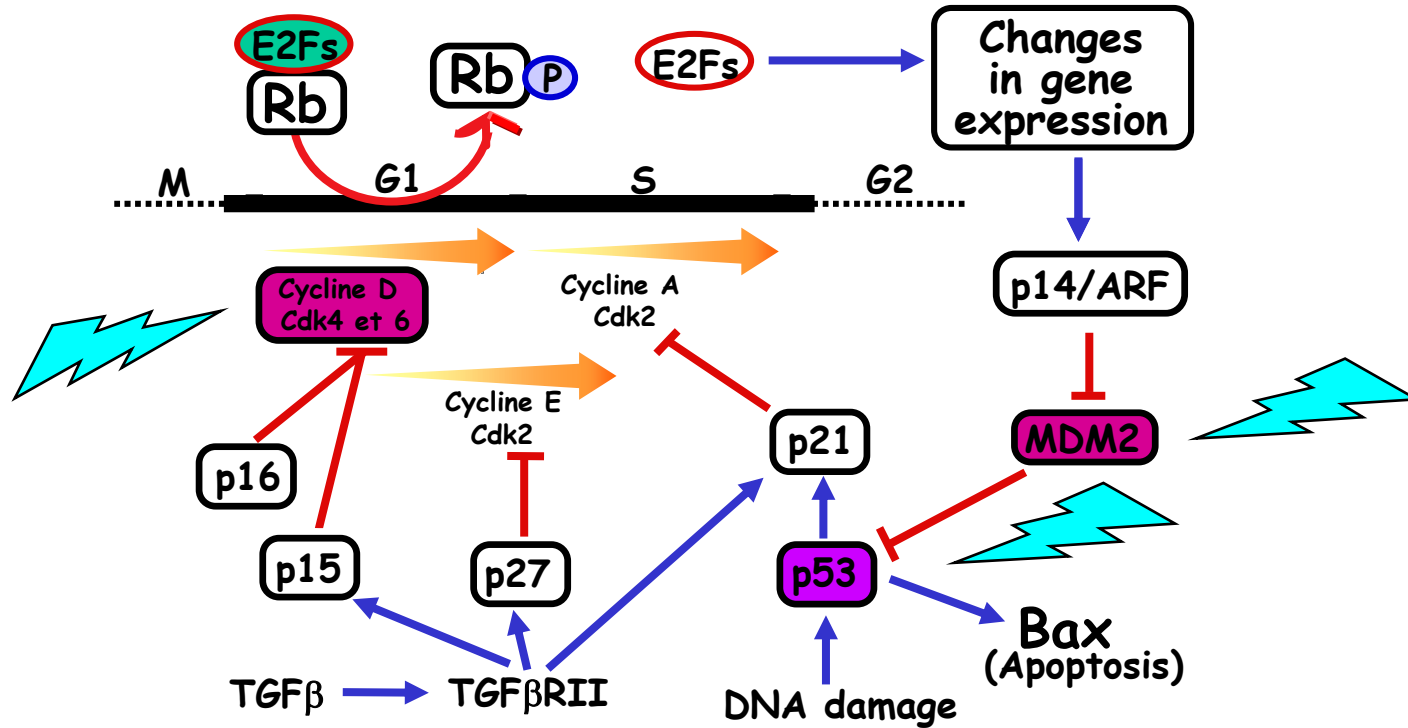 E2Fs
Rb
Rb
P
E2Fs
Changes
in gene
expression
M
G1
S
G2
Cycline D
Cdk4 et 6
Cycline A
Cdk2
p14/ARF
Cycline E
Cdk2
p16
p21
MDM2
p15
p27
p53
Bax
(Apoptosis)
TGFβ
TGFβRII
DNA damage